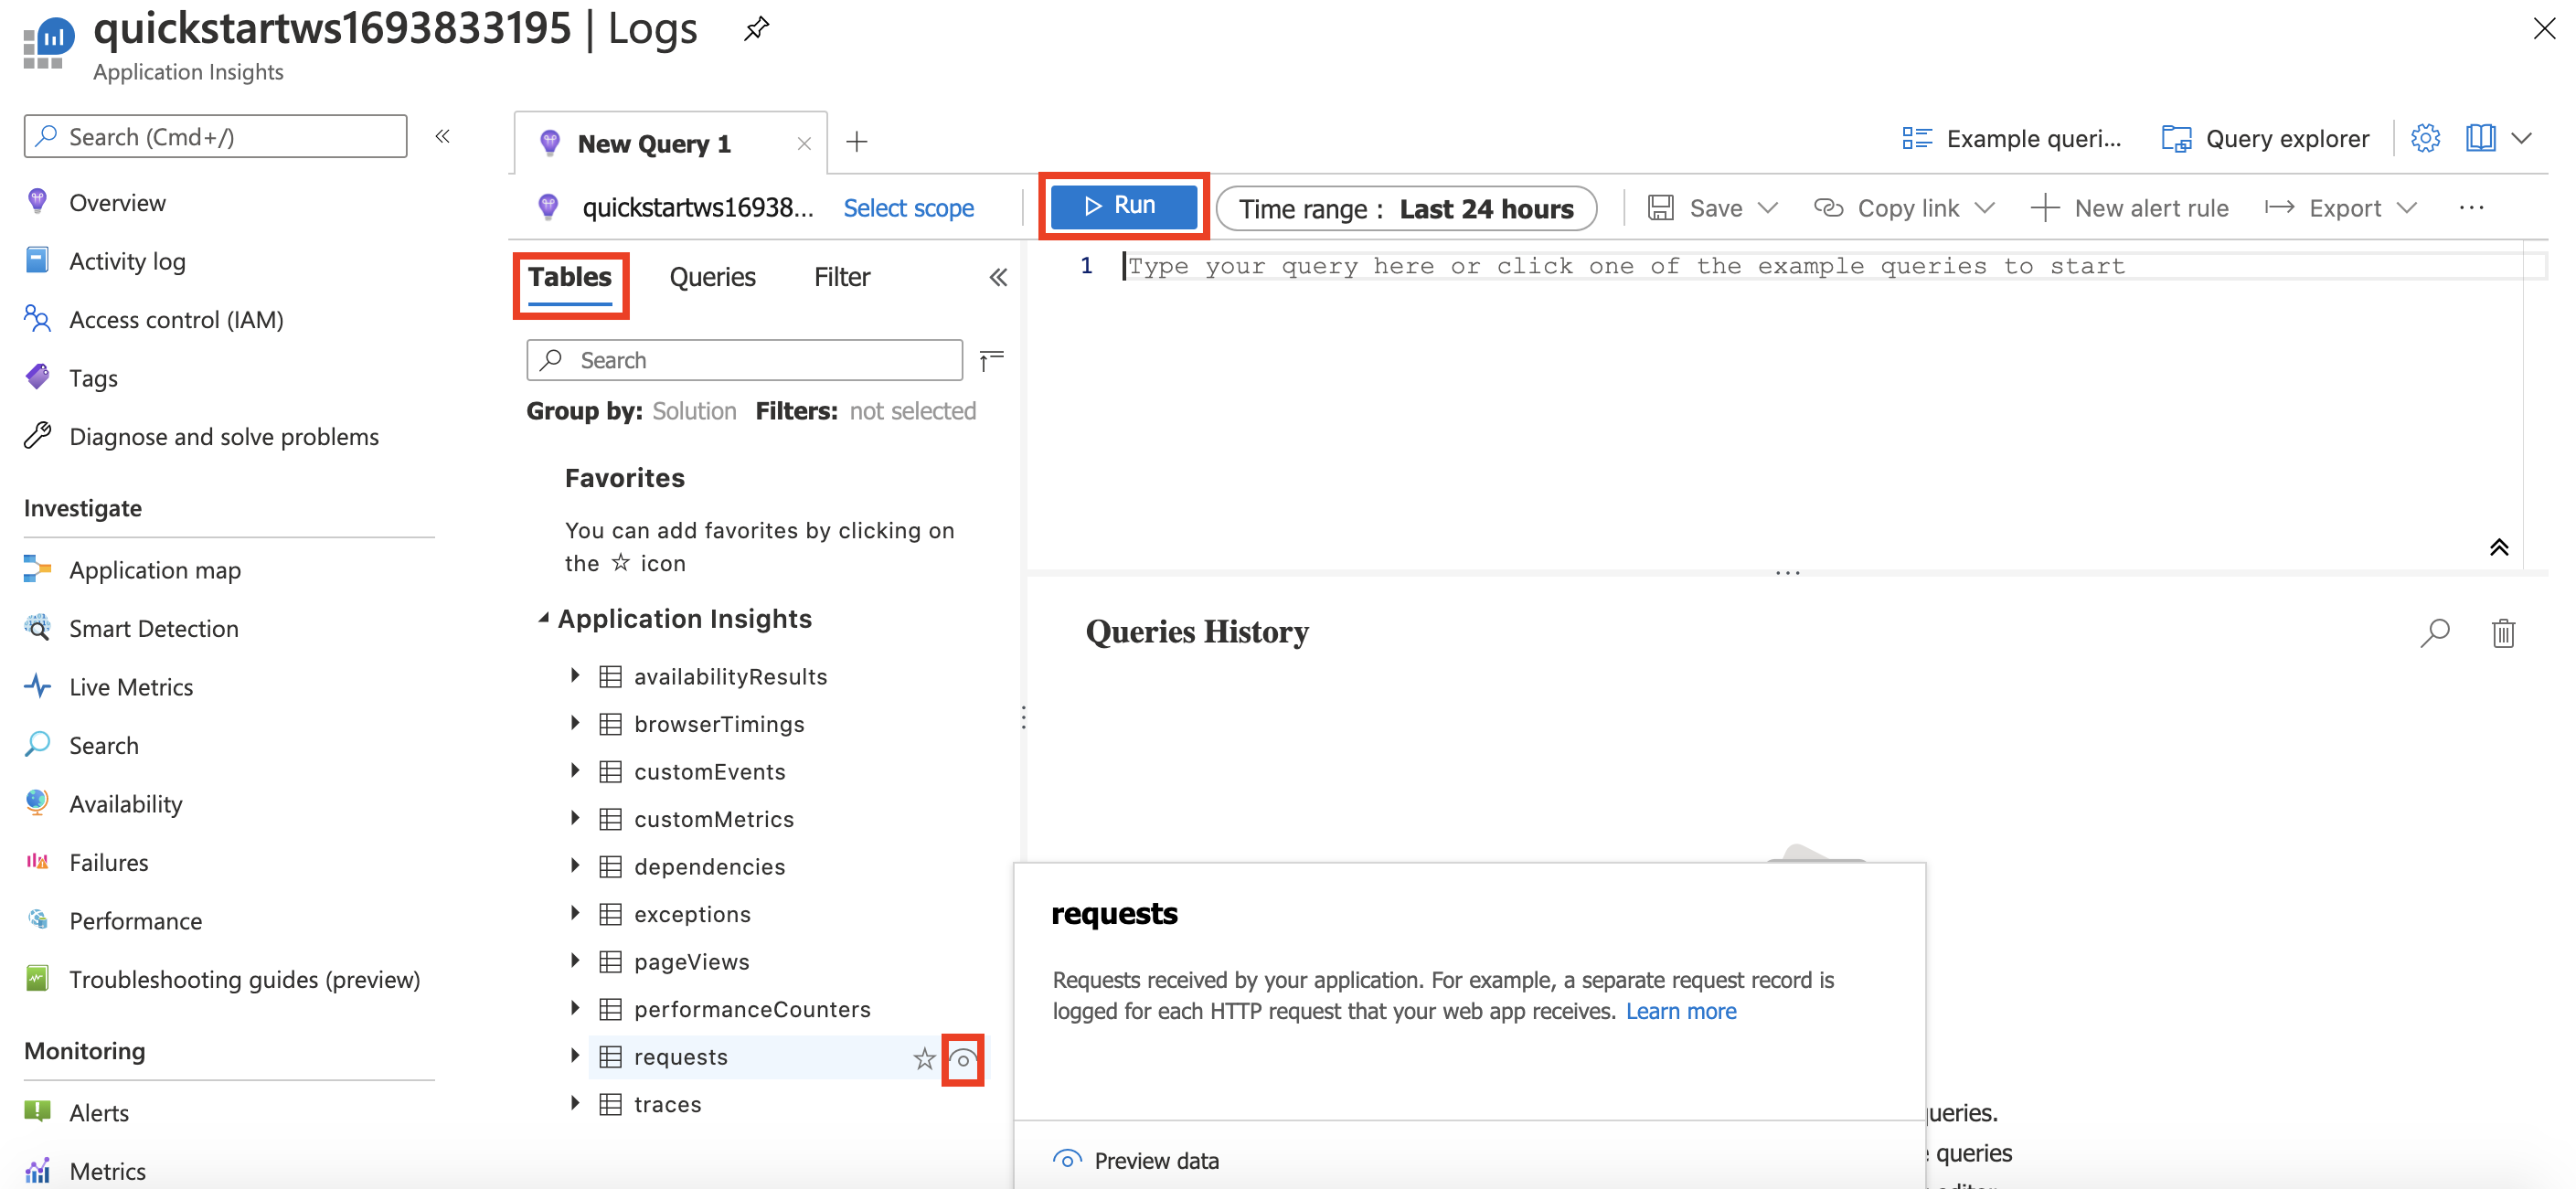 quickstartws1693833195 | Logs
Application Insights
Search (Cmd+/)
Overview
Activity log
Access control (IAM)
Tags
Diagnose and solve problems
Investigate
Application map
Smart Detection
Live Metrics
Search
Availability
Failures
Performance
Troubleshooting guides (preview)
Monitoring
Alerts
Metrics
New Query 1
Example queri...
Query explorer
quickstartws16938...
Select scope
Run
Time range : Last 24 hours
Save
Copy link
New alert rule
Export
Tables
Queries
Filter
Search
Group by: Solution Filters: not selected
Favorites
You can add favorites by clicking on
the ☆ icon
Application Insights
availabilityResults
browserTimings
customEvents
customMetrics
dependencies
exceptions
pageViews
performanceCounters
requests
traces
1 Type your query here or click one of the example queries to start
Queries History
requests
Requests received by your application. For example, a separate request record is
logged for each HTTP request that your web app receives. Learn more
Preview data
queries